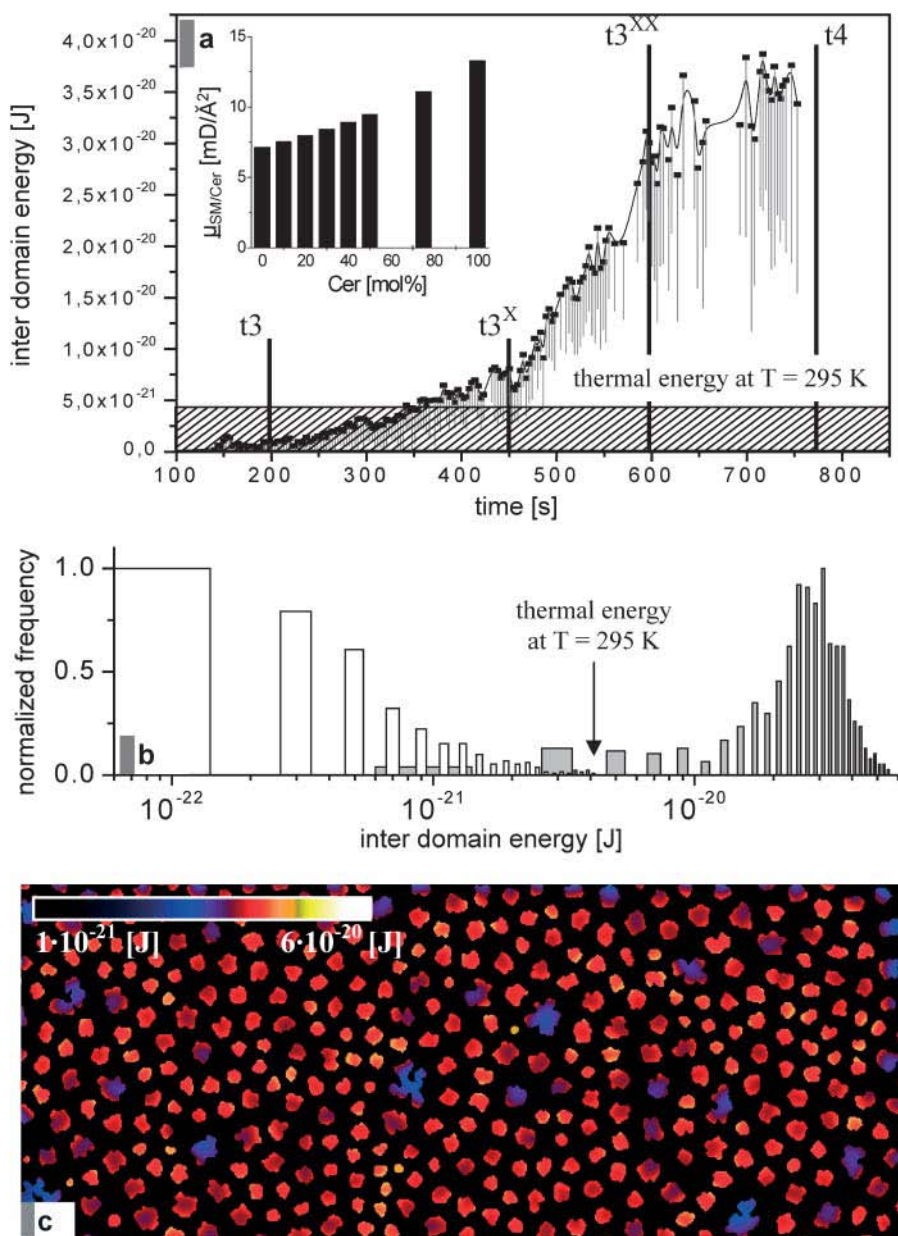 a
inter domain energy [J]
4,0x10-20
3,5x10-20
3,0x10-20
2,5x10-20
2,0x10-20
1,5x10-20
1,0x10-20
5,0x10-21
0,0
15
10
5
0
μSM/Cer [mD/Å2]
0 20 40 60 80 100
Cer [mol%]
t3
t3X
t3XX
t4
thermal energy at T = 295 K
100 200 300 400 500 600 700 800
time [s]
normalized frequency
1.0
0.5
0.0
b
thermal energy
at T = 295 K
10-22 10-21 10-20
inter domain energy [J]
1·10-21 [J] 6·10-20 [J]
c